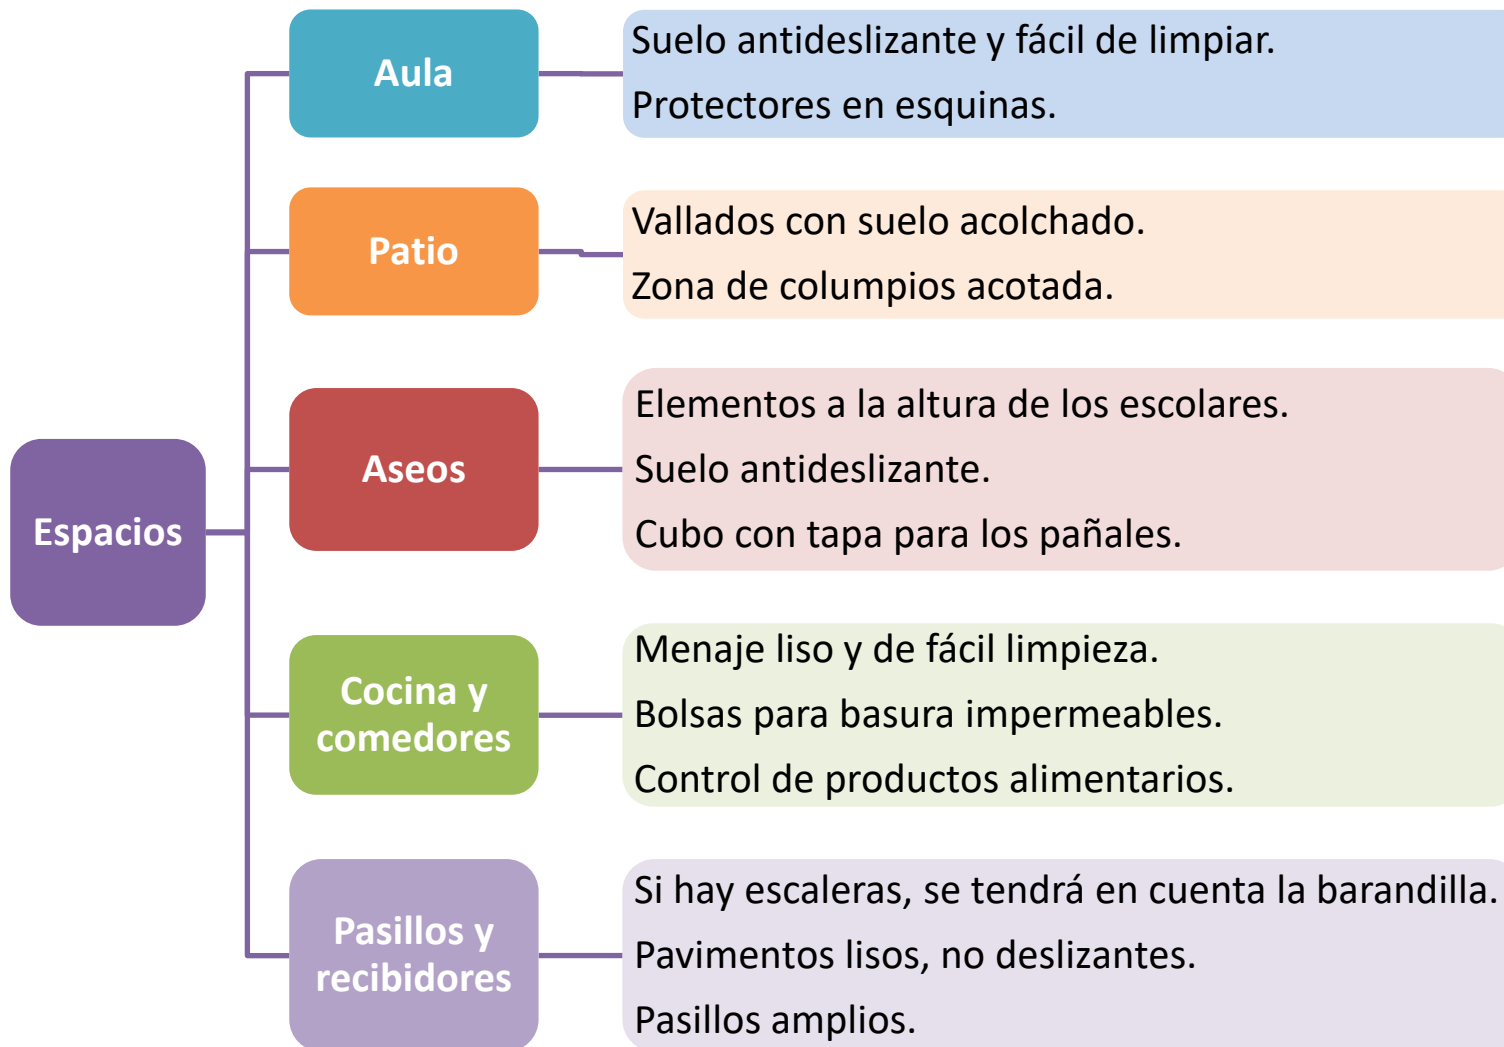 Espacios
Aula
Suelo antideslizante y fácil de limpiar.
Protectores en esquinas.
Patio
Vallados con suelo acolchado.
Zona de columpios acotada.
Aseos
Elementos a la altura de los escolares.
Suelo antideslizante.
Cubo con tapa para los pañales.
Cocina y
comedores
Menaje liso y de fácil limpieza.
Bolsas para basura impermeables.
Control de productos alimentarios.
Pasillos y
recibidores
Si hay escaleras, se tendrá en cuenta la barandilla.
Pavimentos lisos, no deslizantes.
Pasillos amplios.